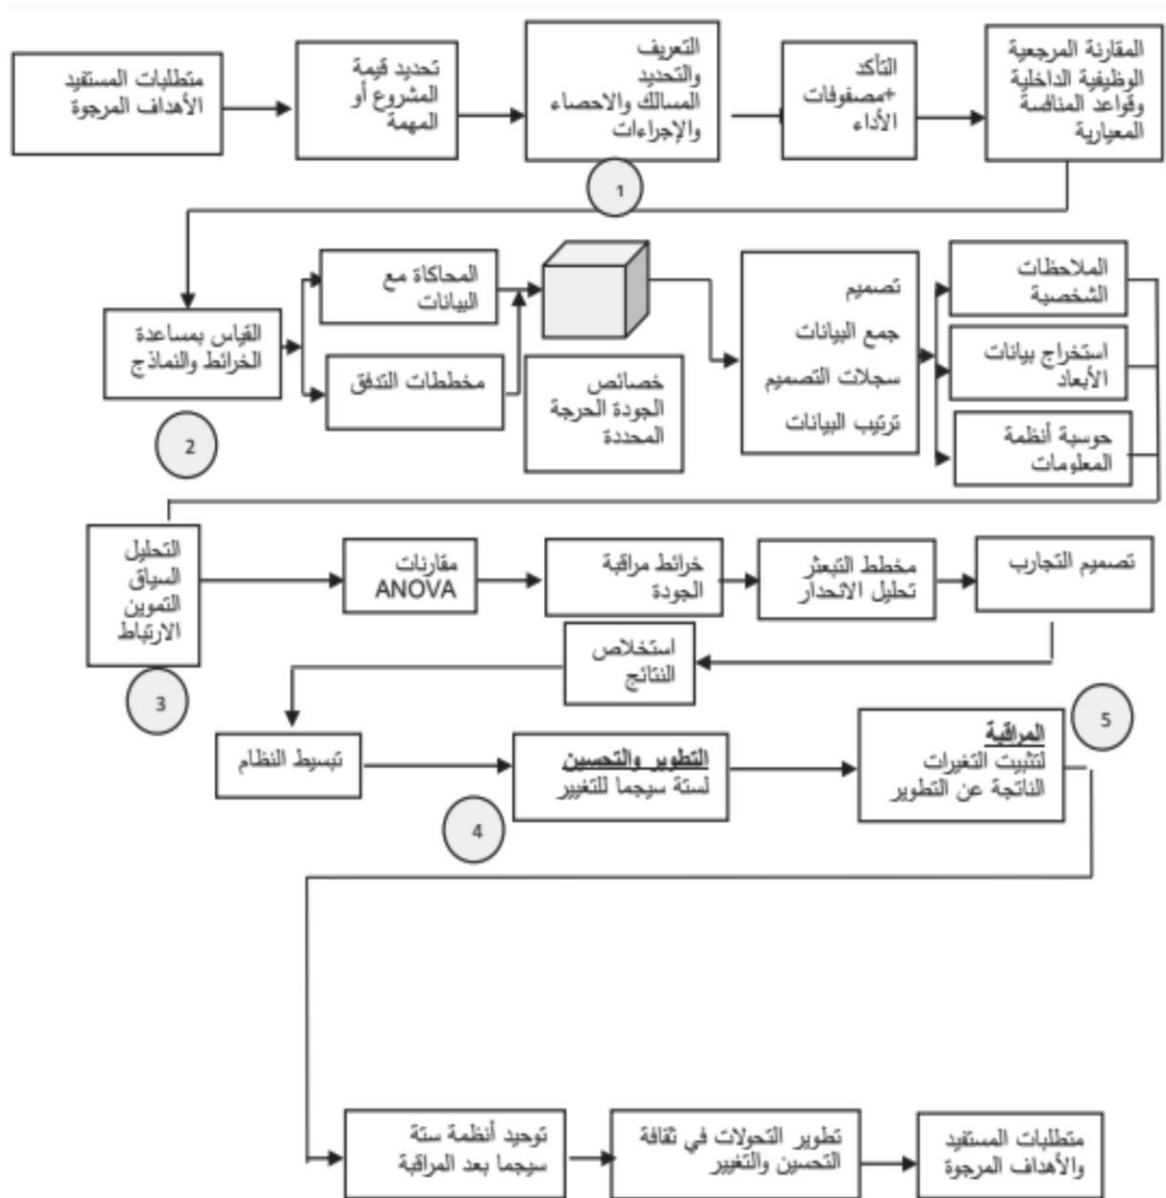 متطلبات المستفيد
الأهداف المرجوة
تحديد قيمة
المشروع أو
المهمة
التعريف
والتحديد
المسالك والاحصاء
والإجراءات
التأكد
+مصفوفات
الأداء
المقارنة المرجعية
الوظيفية الداخلية
وقواعد المنافسة
المعيارية
1
القياس بمساعدة
الخرائط والنماذج
2
المحاكاة مع
البيانات
مخططات التدفق
خصائص
الجودة الحرجة
المحددة
تصميم
جمع البيانات
سجلات التصميم
ترتيب البيانات
الملاحظات
الشخصية
استخراج بيانات
الأبعاد
حوسبة أنظمة
المعلومات
التحليل
السياق
التموين
الارتباط
3
مقارنات
ANOVA
خرائط مراقبة
الجودة
مخطط التبعثر
تحليل الانحدار
تصميم التجارب
استخلاص
النتائج
تبسيط النظام
التطوير والتحسين
لستة سيجما للتغيير
4
المراقبة
لتثبيت التغيرات
الناتجة عن التطوير
5
توحيد أنظمة ستة
سيجما بعد المراقبة
تطوير التحولات في ثقافة
التحسين والتغيير
متطلبات المستفيد
والأهداف المرجوة